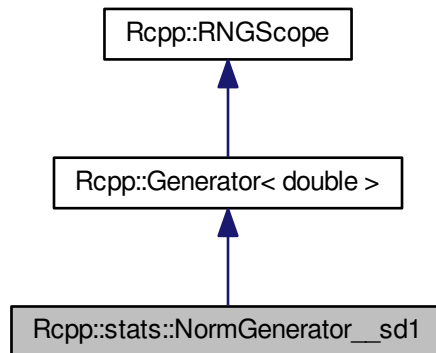 Rcpp::RNGScope
Rcpp::Generator< double >
Rcpp::stats::NormGenerator__sd1